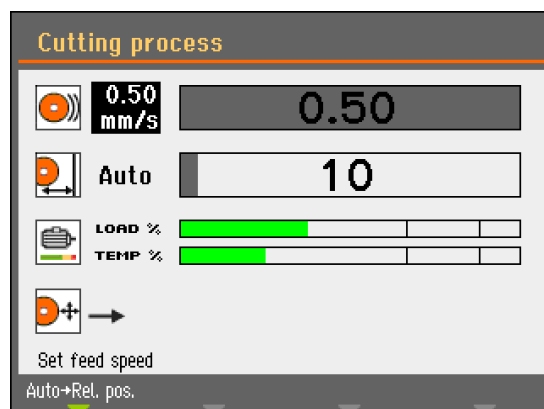 Cutting process
0.50
mm/s
0.50
Auto
10
LOAD %
TEMP %
Set feed speed
Auto→Rel. pos.